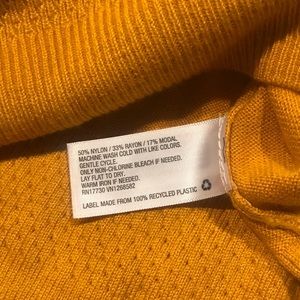 50% NYLON / 33% RAYON / 17% MODAL
MACHINE WASH COLD WITH LIKE COLORS.
GENTLE CYCLE.
ONLY NON-CHLORINE BLEACH IF NEEDED.
LAY FLAT TO DRY.
WARM IRON IF NEEDED.
RN17730 VN1268582
LABEL MADE FROM 100% RECYCLED PLASTIC